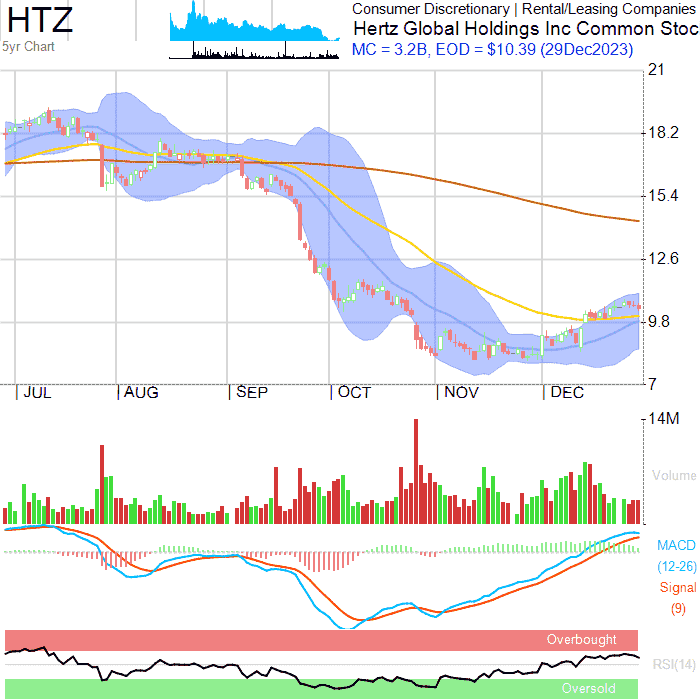 HTZ
5yr Chart
Consumer Discretionary | Rental/Leasing Companies
Hertz Global Holdings Inc Common Stoc
MC = 3.2B, EOD = $10.39 (29Dec2023)
21
18.2
15.4
12.6
9.8
7
JUL AUG SEP OCT NOV DEC
14M
Volume
MACD
(12-26)
Signal
(9)
Overbought
RSI(14)
Oversold